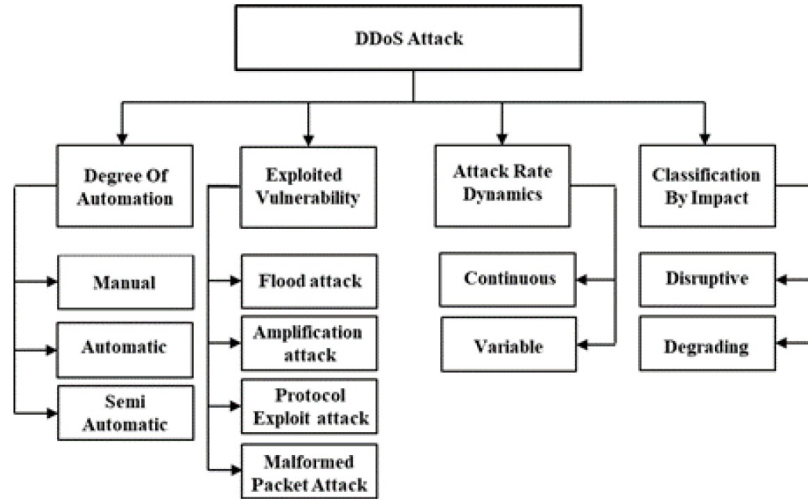 DDoS Attack
Degree Of
Automation
Manual
Automatic
Semi
Automatic
Exploited
Vulnerability
Flood attack
Amplification
attack
Protocol
Exploit attack
Malformed
Packet Attack
Attack Rate
Dynamics
Continuous
Variable
Classification
By Impact
Disruptive
Degrading